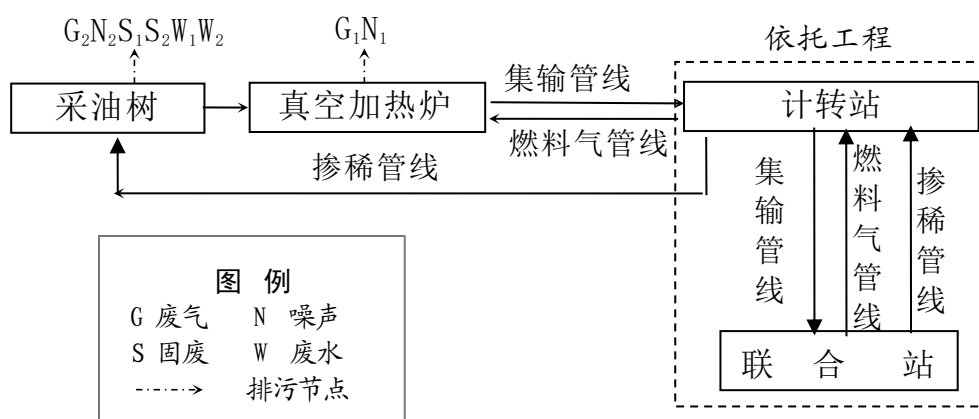 G₂N₂S₁S₂W₁W₂
G₁N₁
依托工程
采油树
真空加热炉
集输管线
燃料气管线
计转站
掺稀管线
集输管线
燃料气管线
掺稀管线
联 合 站
图 例
G 废气 N 噪声
S 固废 W 废水
排污节点